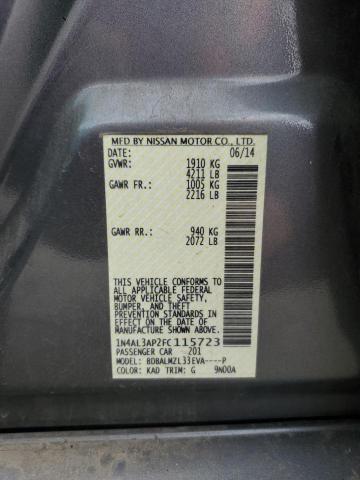 MFD BY NISSAN MOTOR CO., LTD.
DATE: 06/14
GVWR: 1910 KG
4211 LB
GAWR FR.: 1005 KG
2216 LB
GAWR RR.: 940 KG
2072 LB
THIS VEHICLE CONFORMS TO ALL
APPLICABLE FEDERAL
MOTOR VEHICLE SAFETY,
BUMPER, AND THEFT
PREVENTION STANDARDS IN
EFFECT ON THE DATE OF
MANUFACTURE SHOWN ABOVE.
1N4AL3AP2FC115723
PASSENGER CAR 201
MODEL: BDBALMZL33EVA----P
COLOR: KAD TRIM: G 9N00A